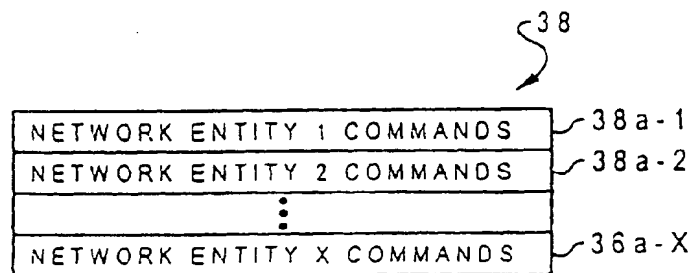 38
NETWORK ENTITY 1 COMMANDS 38a-1
NETWORK ENTITY 2 COMMANDS 38a-2
NETWORK ENTITY X COMMANDS 36a-X